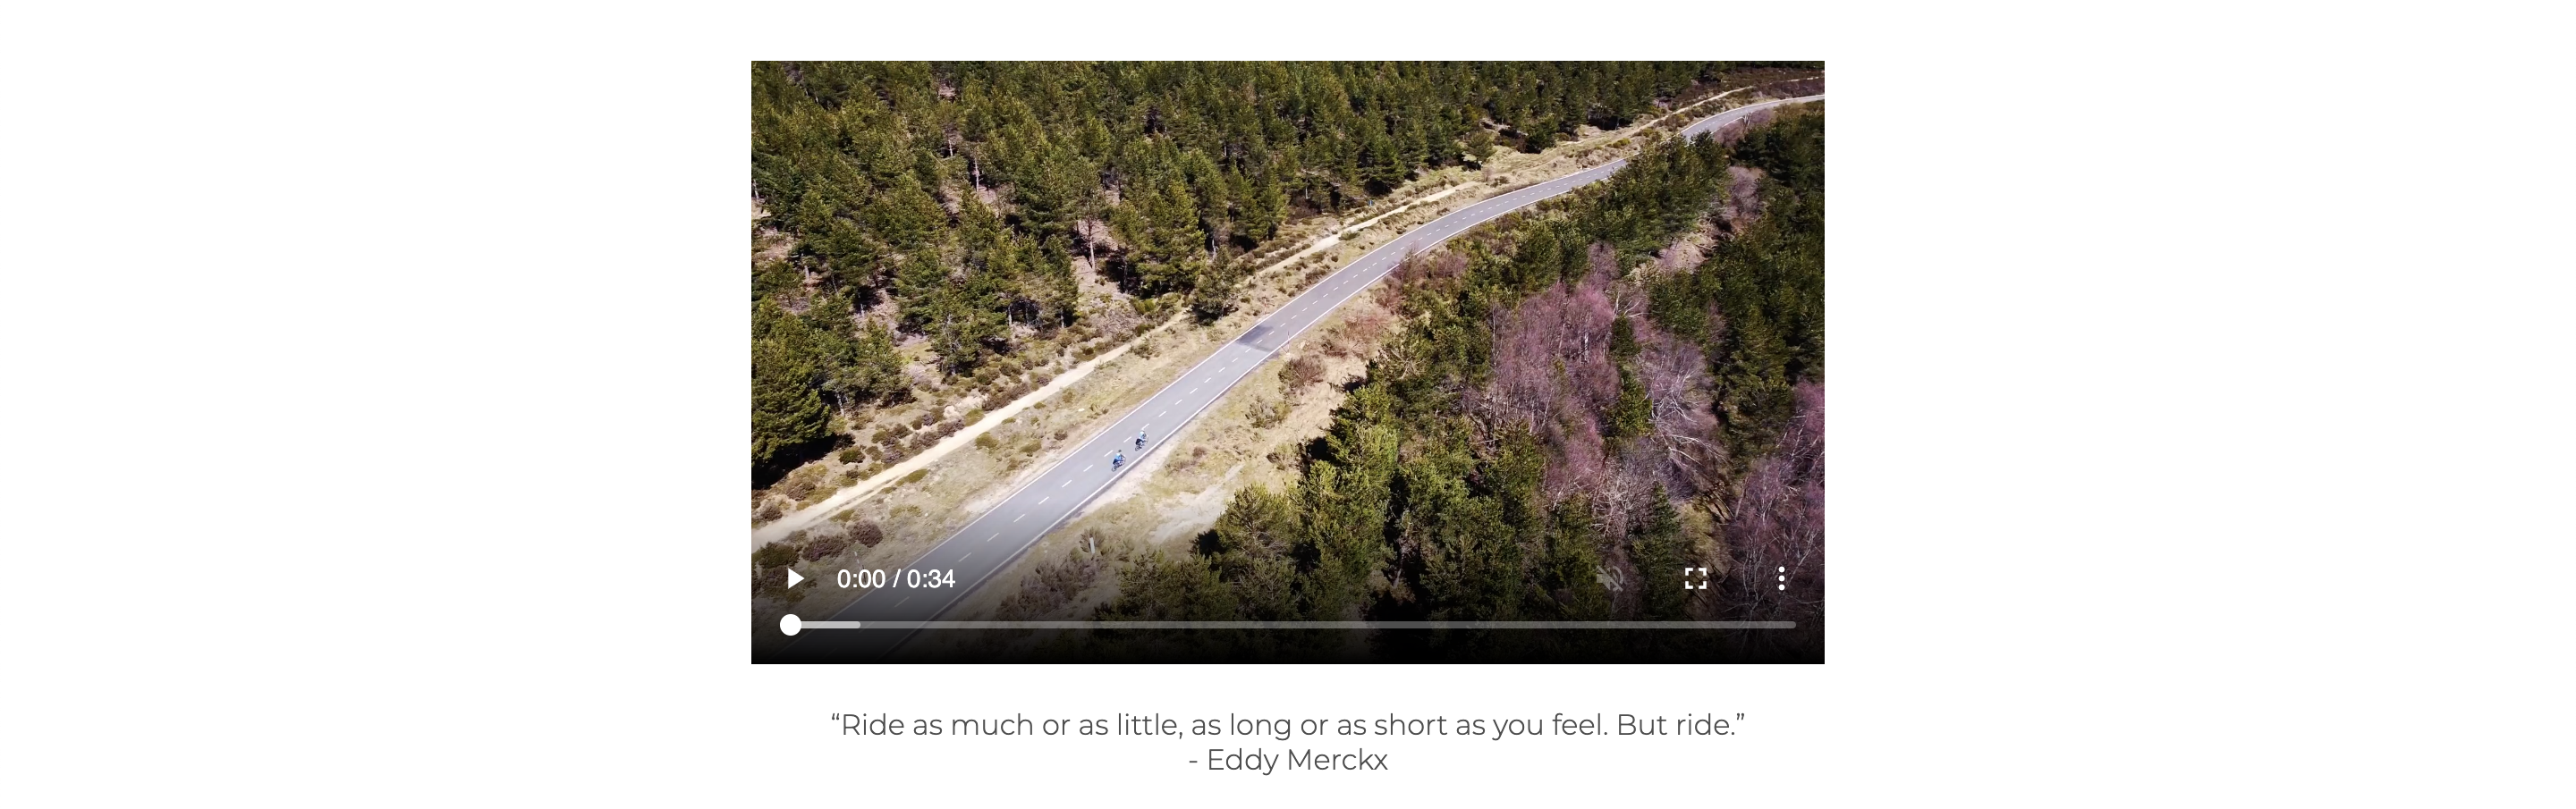 0:00 / 0:34
“Ride as much or as little, as long or as short as you feel. But ride.”
- Eddy Merckx